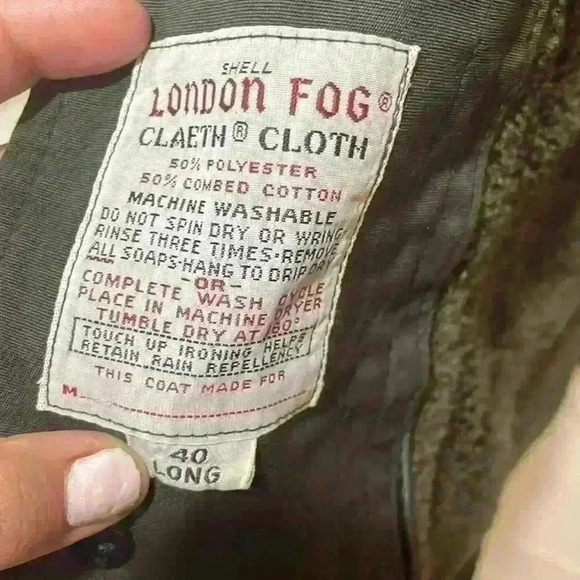 SHELL
LONDON FOG®
CLAETH® CLOTH
50% POLYESTER
50% COMBED COTTON
MACHINE WASHABLE
DO NOT SPIN DRY OR WRING
RINSE THREE TIMES-REMOVE
ALL SOAPS-HANG TO DRIP DRY
-OR-
COMPLETE WASH CYCLE
PLACE IN MACHINE DRYER
TUMBLE DRY AT 160°
TOUCH UP IRONING HELPS
RETAIN RAIN REPELLENCY
THIS COAT MADE FOR
M
40
LONG